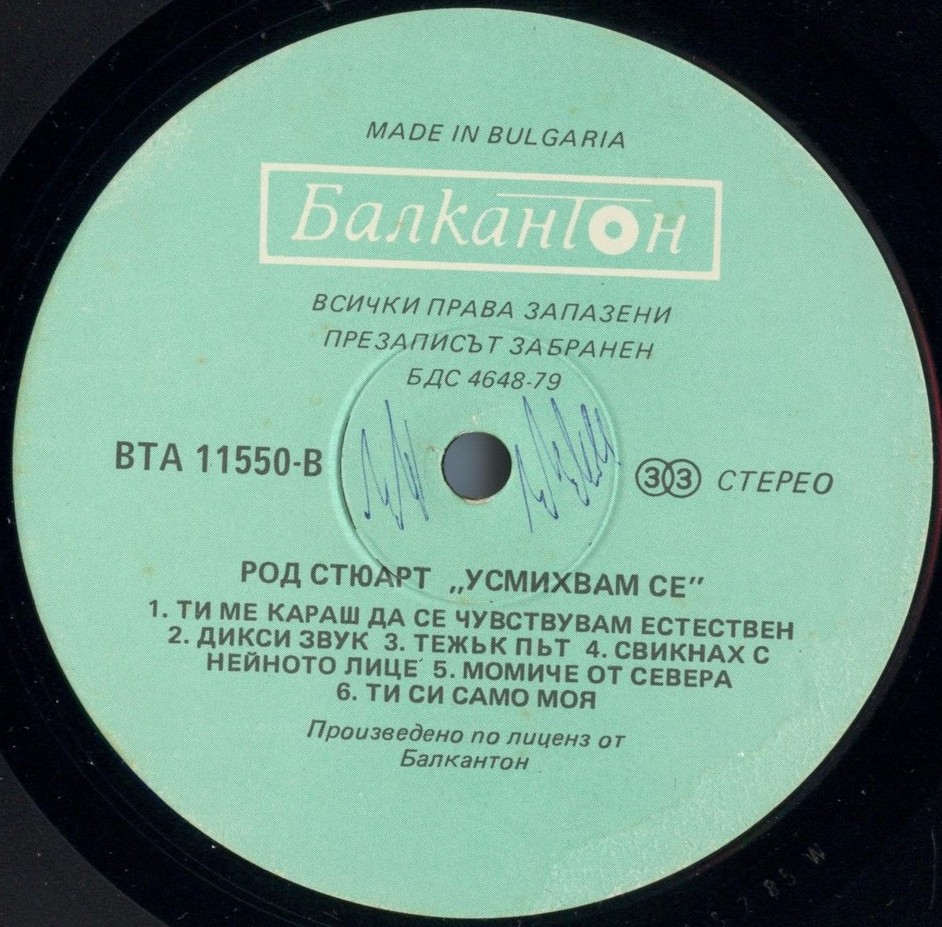 MADE IN BULGARIA
Балкантон
ВСИЧКИ ПРАВА ЗАПАЗЕНИ
ПРЕЗАПИСЪТ ЗАБРАНЕН
БДС 4648-79
ВТА 11550-В
33 СТЕРЕО
РОД СТЮАРТ „УСМИХВАМ СЕ”
1. ТИ МЕ КАРАШ ДА СЕ ЧУВСТВУВАМ ЕСТЕСТВЕН
2. ДИКСИ ЗВУК 3. ТЕЖЬК ПЬТ 4. СВИКНАХ С
НЕЙНОТО ЛИЦЕ 5. МОМИЧЕ ОТ СЕВЕРА
6. ТИ СИ САМО МОЯ
Произведено по лиценз от
Балкантон